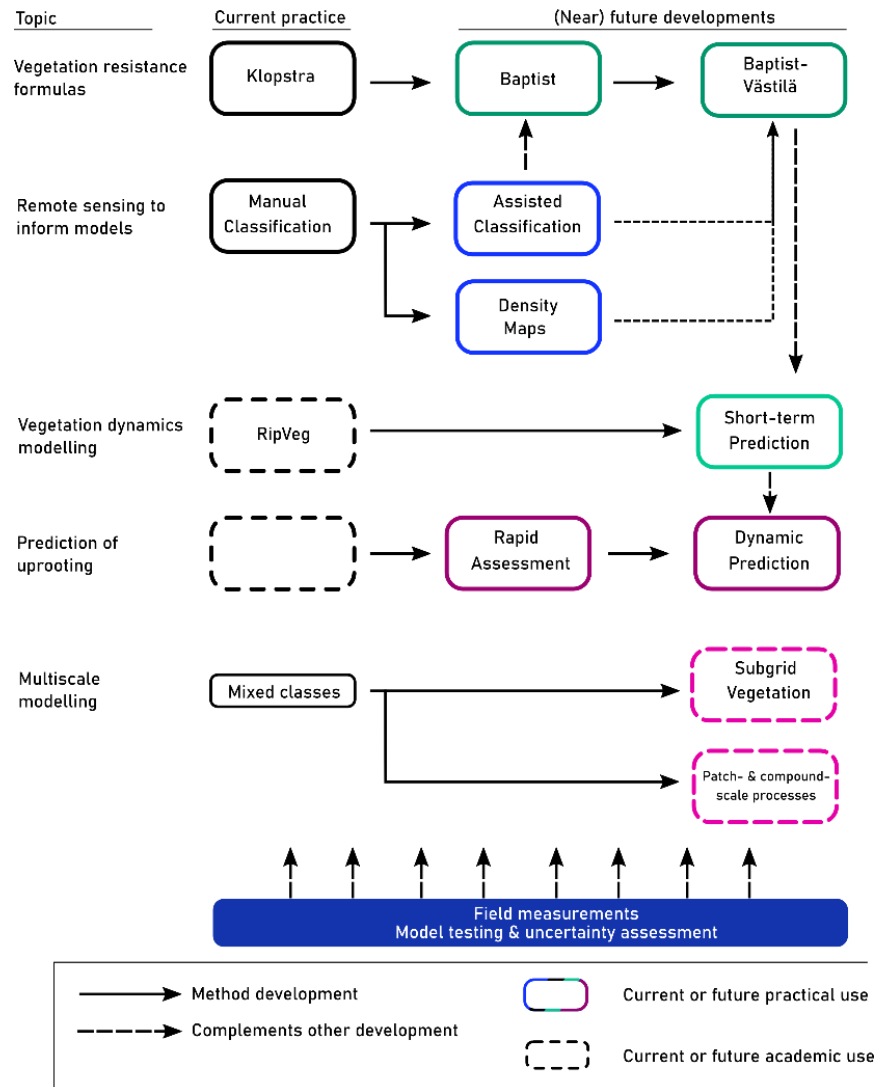 Topic
Current practice
(Near) future developments
Vegetation resistance
formulas
Klopstra
Baptist
Baptist-
Västilä
Remote sensing to
inform models
Manual
Classification
Assisted
Classification
Density
Maps
Vegetation dynamics
modelling
RipVeg
Short-term
Prediction
Prediction of
uprooting
Rapid
Assessment
Dynamic
Prediction
Multiscale
modelling
Mixed classes
Subgrid
Vegetation
Patch- & compound-
scale processes
Field measurements
Model testing & uncertainty assessment
Method development
Complements other development
Current or future practical use
Current or future academic use